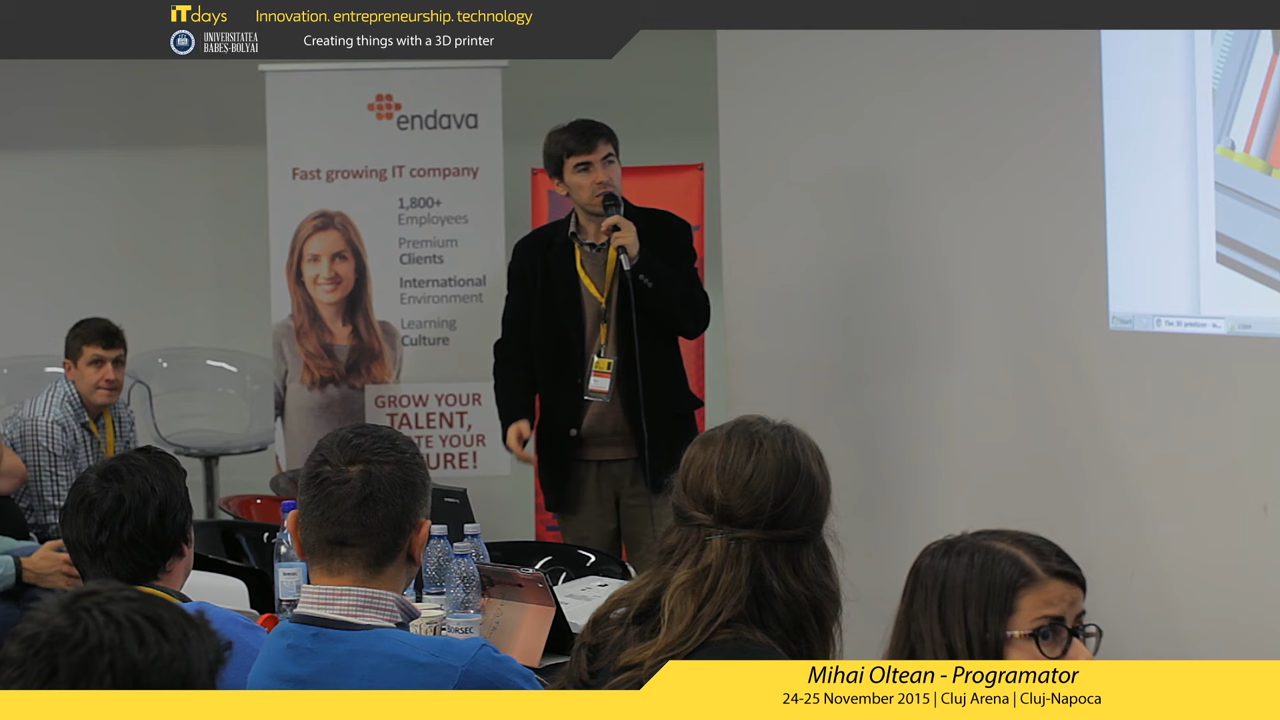 ITdays
Innovation. entrepreneurship. technology
UNIVERSITATEA
BABEȘ-BOLYAI
Creating things with a 3D printer
endava
Fast growing IT company
1,800+
Employees
Premium
Clients
International
Environment
Learning
Culture
GROW YOUR
TALENT,
YOUR
BORSEC
Mihai Oltean - Programator
24-25 November 2015 | Cluj Arena | Cluj-Napoca